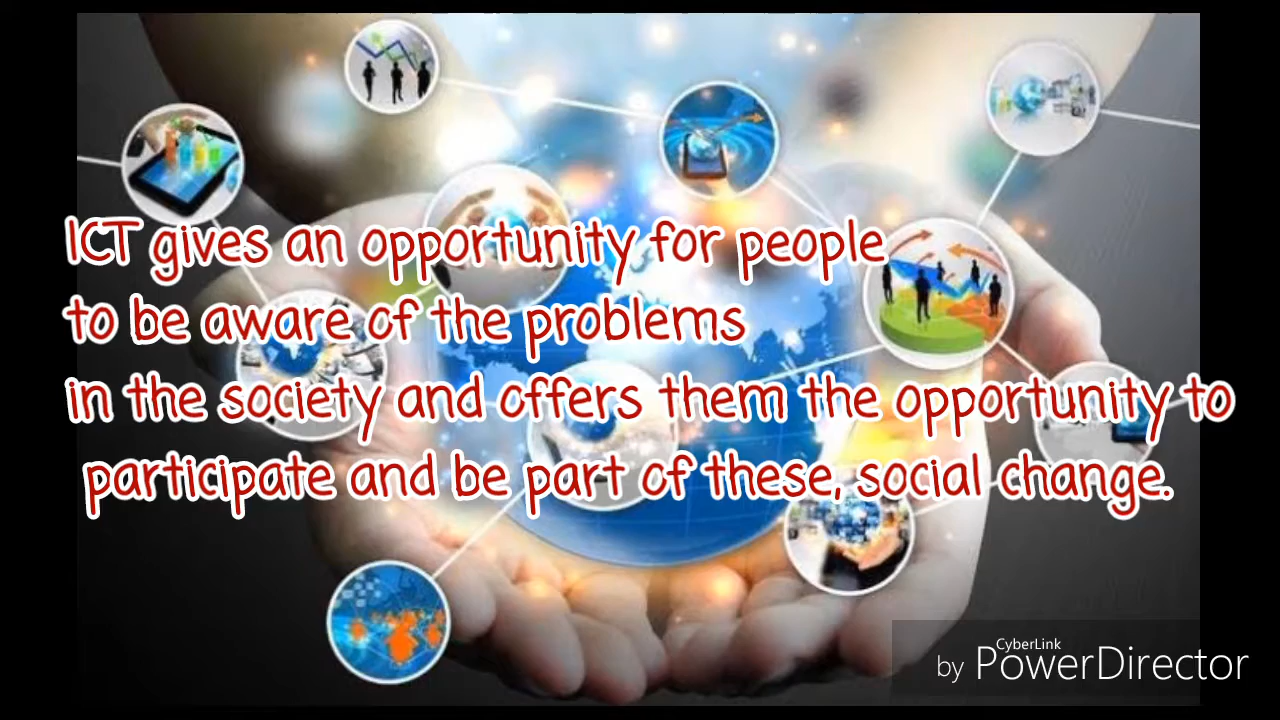 ICT gives an opportunity for people
to be aware of the problems
in the society and offers them the opportunity to
participate and be part of these, social change.
by CyberLink PowerDirector